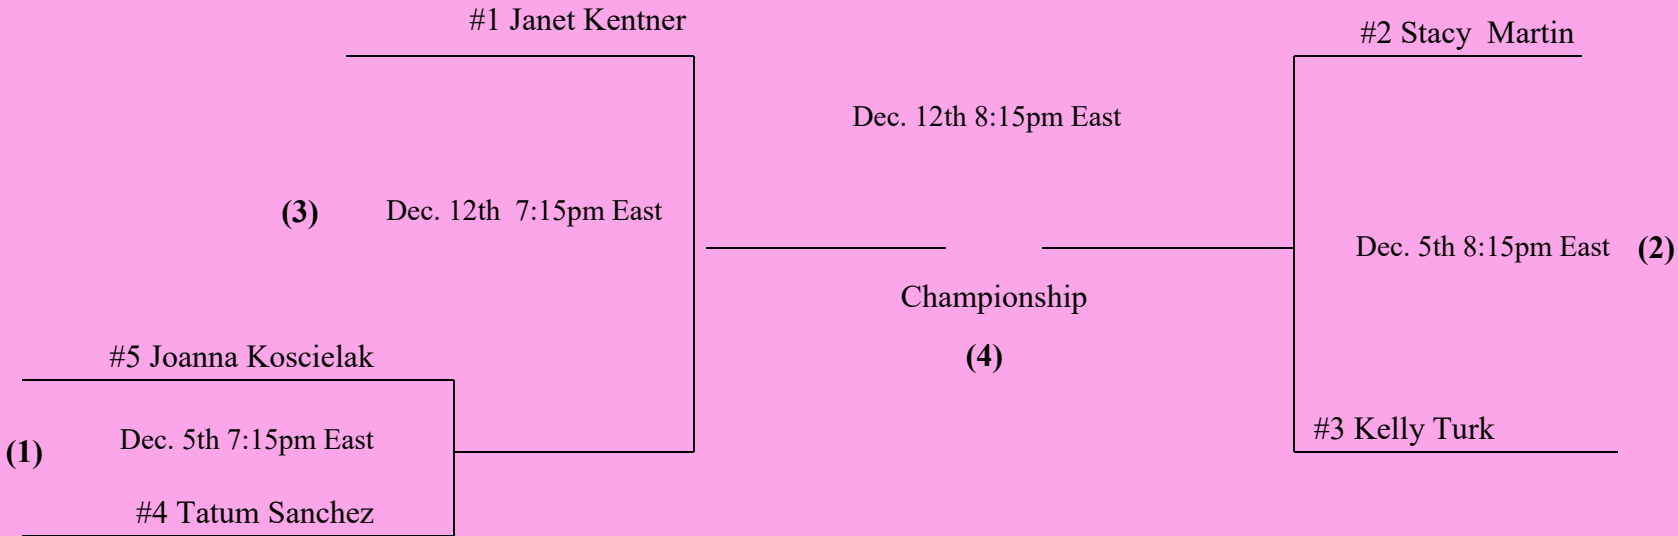 #1 Janet Kentner
#2 Stacy  Martin
Dec. 12th 8:15pm East
(3)
Dec. 12th  7:15pm East
Dec. 5th 8:15pm East
(2)
Championship
(4)
#5 Joanna Koscielak
(1)
Dec. 5th 7:15pm East
#3 Kelly Turk
#4 Tatum Sanchez